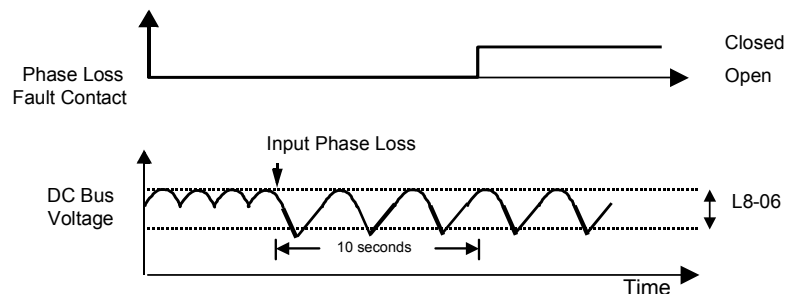 Closed
Phase Loss
Fault Contact
Open
Input Phase Loss
DC Bus
Voltage
L8-06
10 seconds
Time